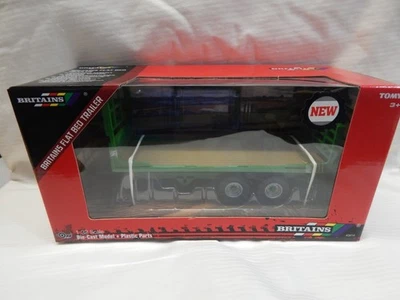 BRITAINS
BRITAINS FLAT BED TRAILER
NEW
TOMY
3+
Die-Cast Model + Plastic Parts
BRITAINS